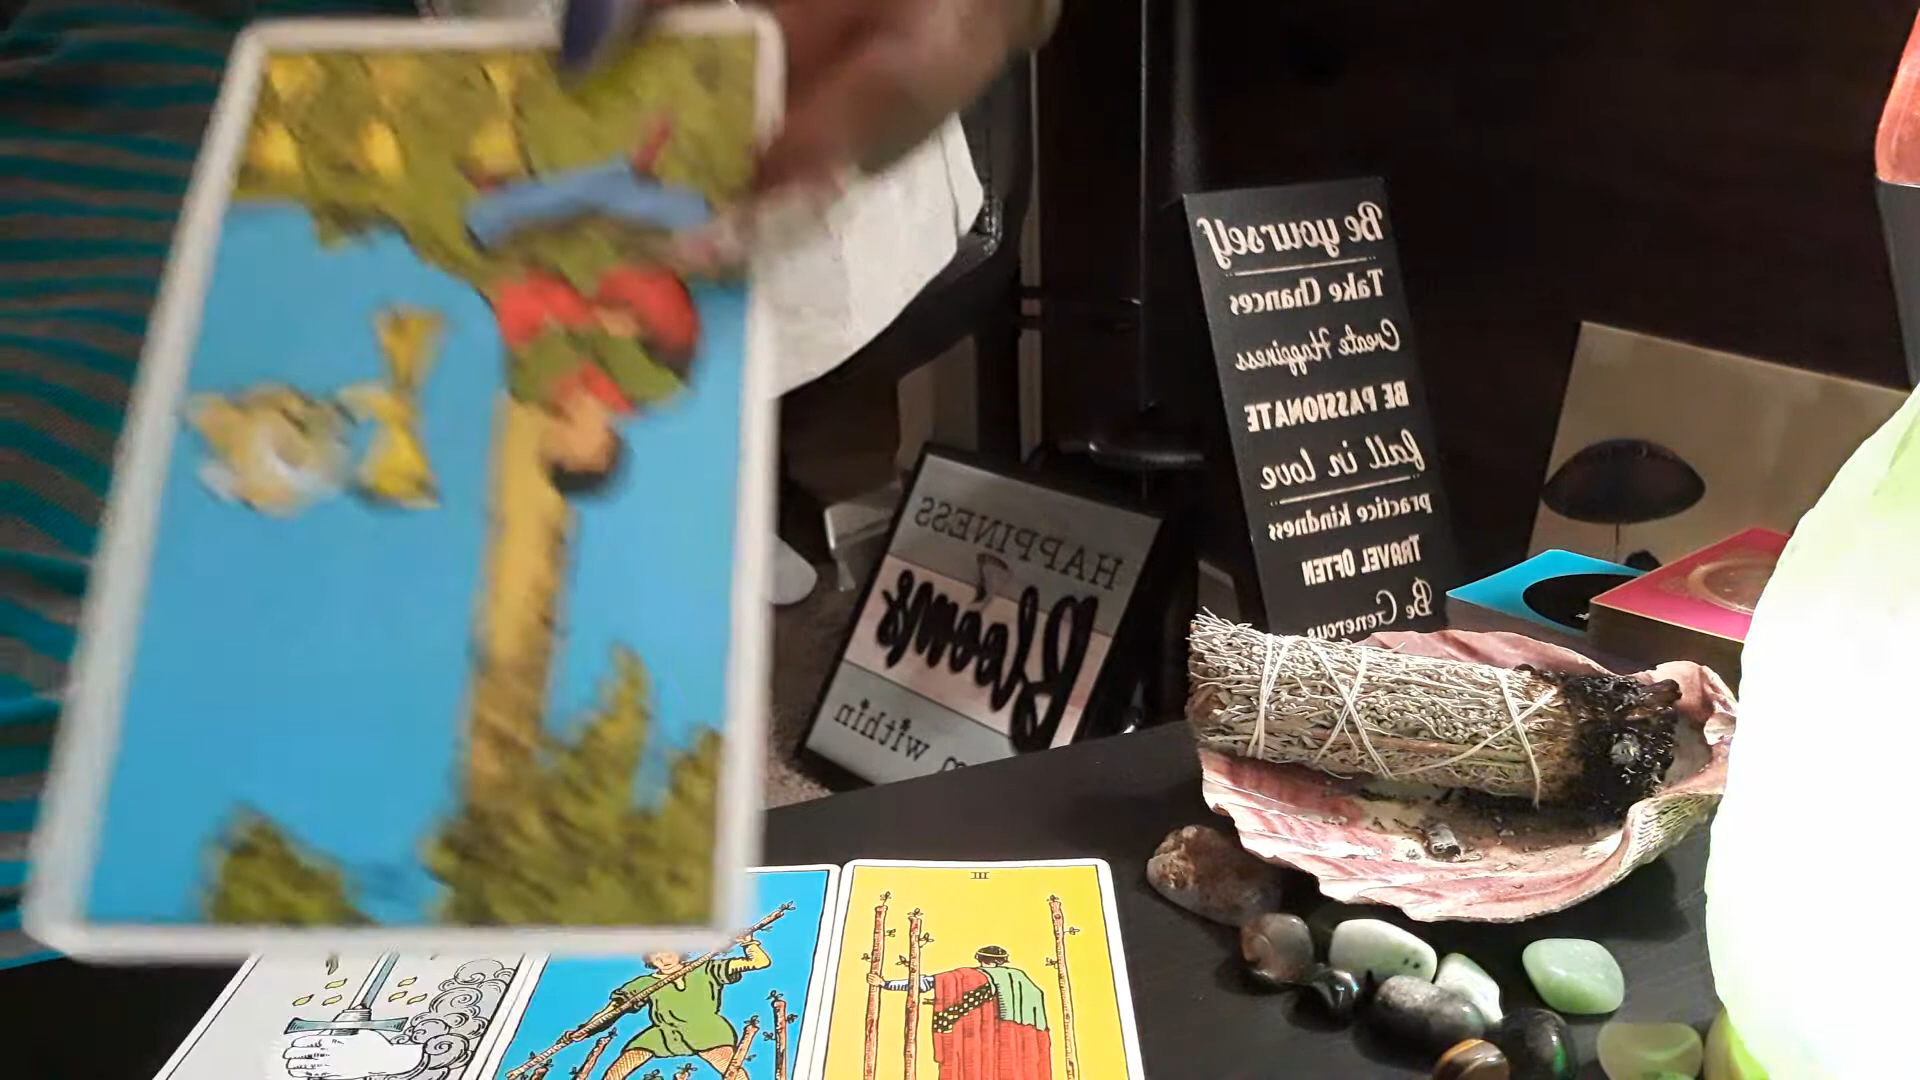 Be yourself
Take Chances
Create Happiness
BE PASSIONATE
fall in love
practice kindness
TRAVEL OFTEN
Be Generous
HAPPINESS
Blooms
within
III